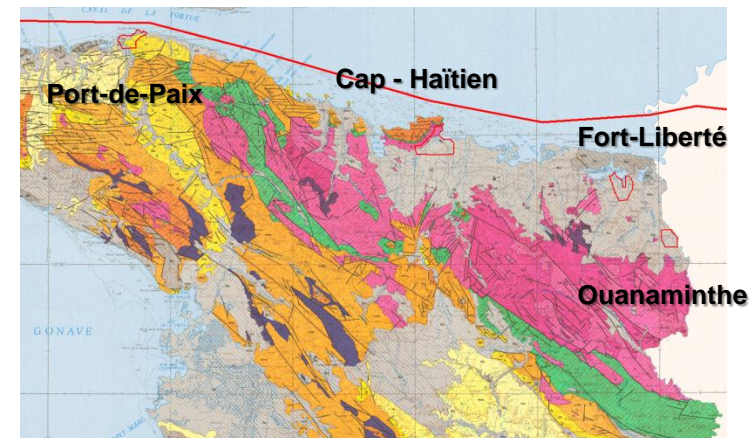 CANAL DE LA TORTUE
Cap - Haïtien
Port-de-Paix
Fort-Liberté
Ouanaminthe
GONAVE